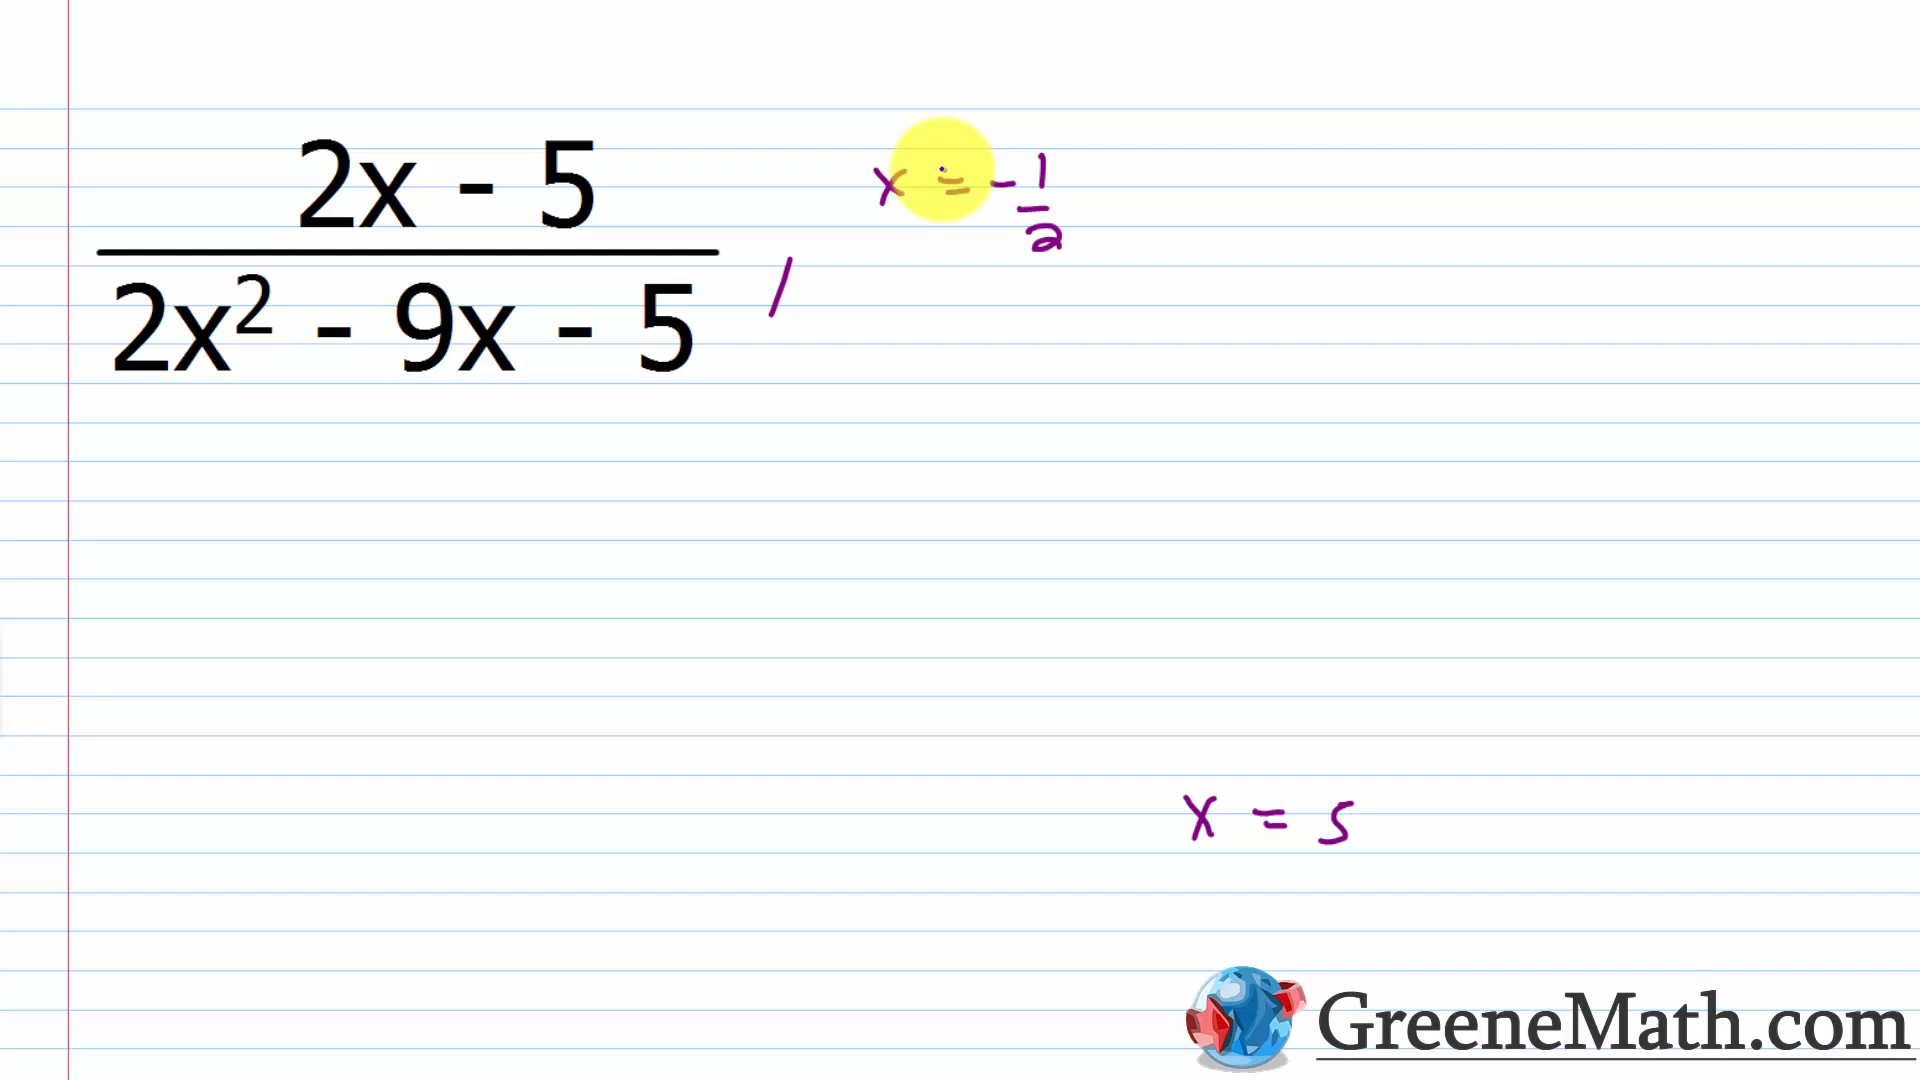 2x - 5 x = - 1/2
2x² - 9x - 5 /
x = 5
GreeneMath.com